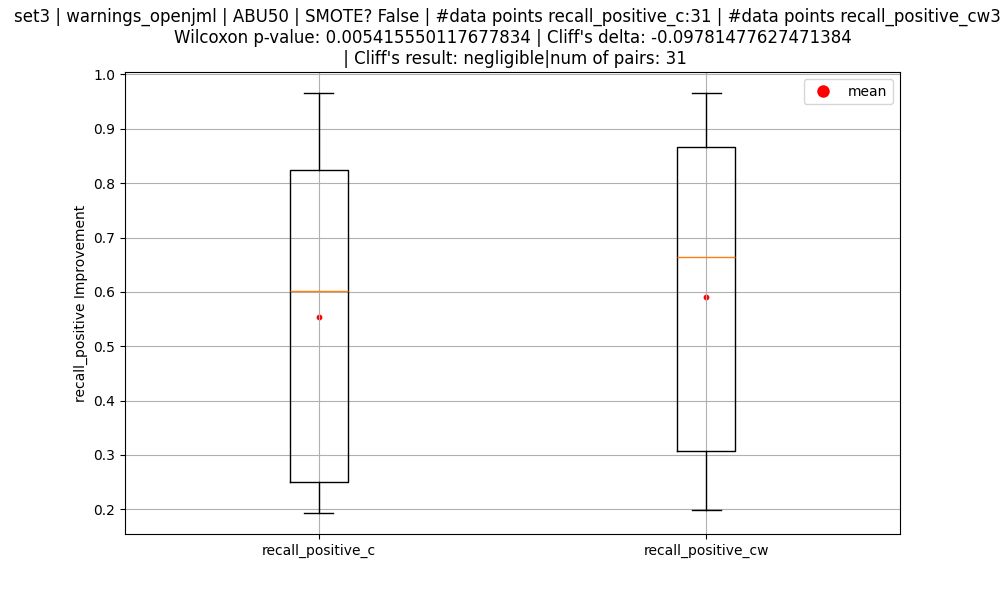 set3 | warnings_openjml | ABU50 | SMOTE? False | #data points recall_positive_c:31 | #data points recall_positive_cw3
Wilcoxon p-value: 0.005415550117677834 | Cliff's delta: -0.09781477627471384
| Cliff's result: negligible|num of pairs: 31
mean
1.0
0.9
0.8
0.7
0.6
0.5
0.4
0.3
0.2
recall_positive Improvement
recall_positive_c
recall_positive_cw